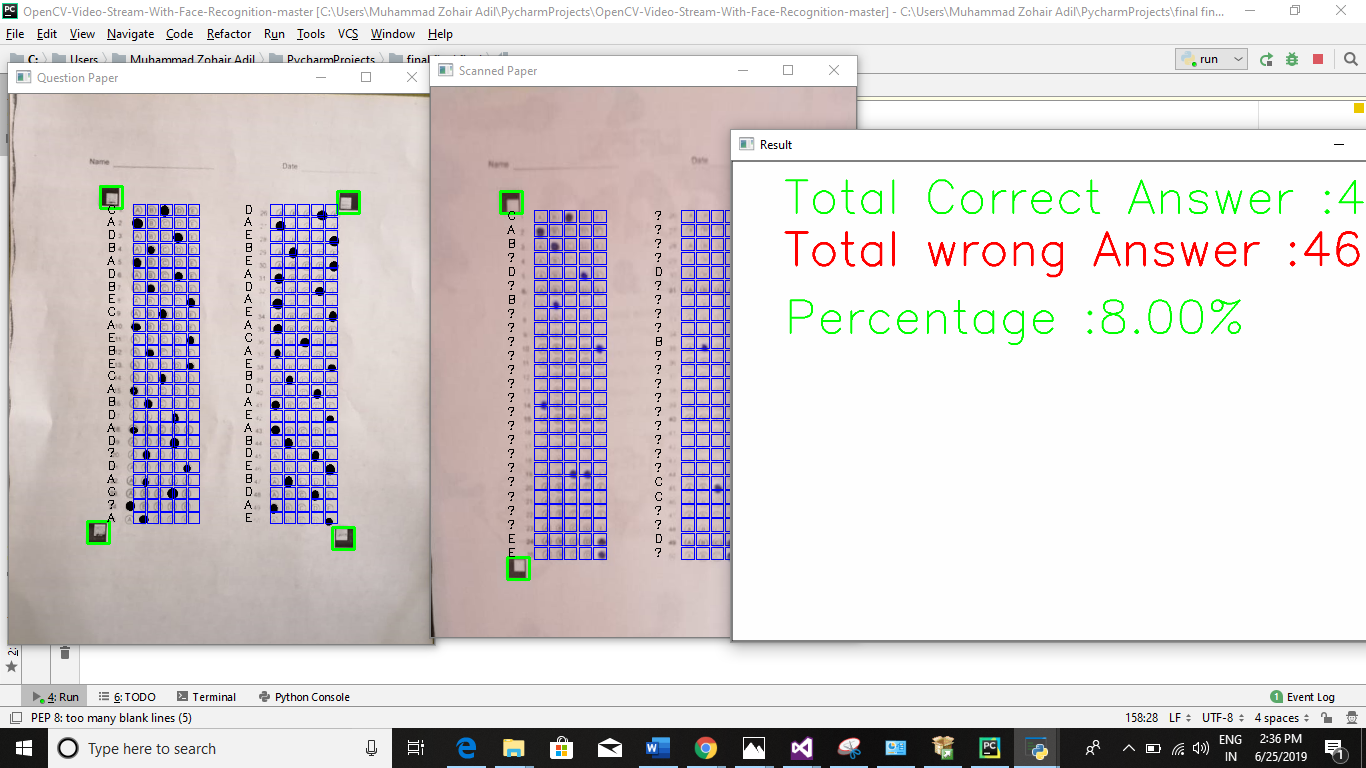 OpenCV-Video-Stream-With-Face-Recognition-master [C:\Users\Muhammad Zohair Adil\PycharmProjects\OpenCV-Video-Stream-With-Face-Recognition-master] - C:\Users\Muhammad Zohair Adil\PycharmProjects\final fin...
File Edit View Navigate Code Refactor Run Tools VCS Window Help
C: Users Muhammad Zohair Adil PycharmProjects run
Question Paper
Name Date
C D
A A
D E
B B
A E
D A
B D
E A
C E
A A
E C
B A
E E
C B
A D
B A
D E
A A
D B
? D
D E
A B
C D
? A
A E
Scanned Paper
Name Date
C ?
A ?
B ?
? ?
D D
? ?
B ?
? ?
? ?
? B
? ?
? ?
? ?
? ?
? ?
? ?
? ?
? ?
? ?
? C
? C
? ?
? ?
E D
E ?
Result
Total Correct Answer :4
Total wrong Answer :46
Percentage :8.00%
2:
4: Run 6: TODO Terminal Python Console Event Log
PEP 8: too many blank lines (5) 158:28 LF UTF-8 4 spaces
Type here to search ENG 2:36 PM
IN 6/25/2019